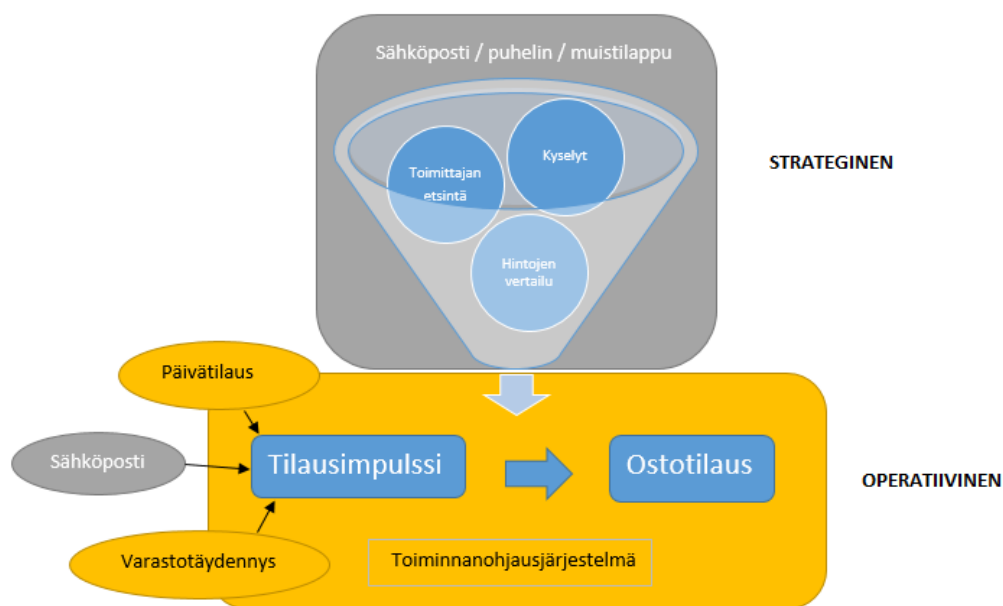 Sähköposti / puhelin / muistilappu
Toimittajan
etsintä
Kyselyt
Hintojen
vertailu
STRATEGINEN
Päivätilaus
Sähköposti
Varastotäydennys
Tilausimpulssi
Ostotilaus
Toiminnanohjausjärjestelmä
OPERATIIVINEN